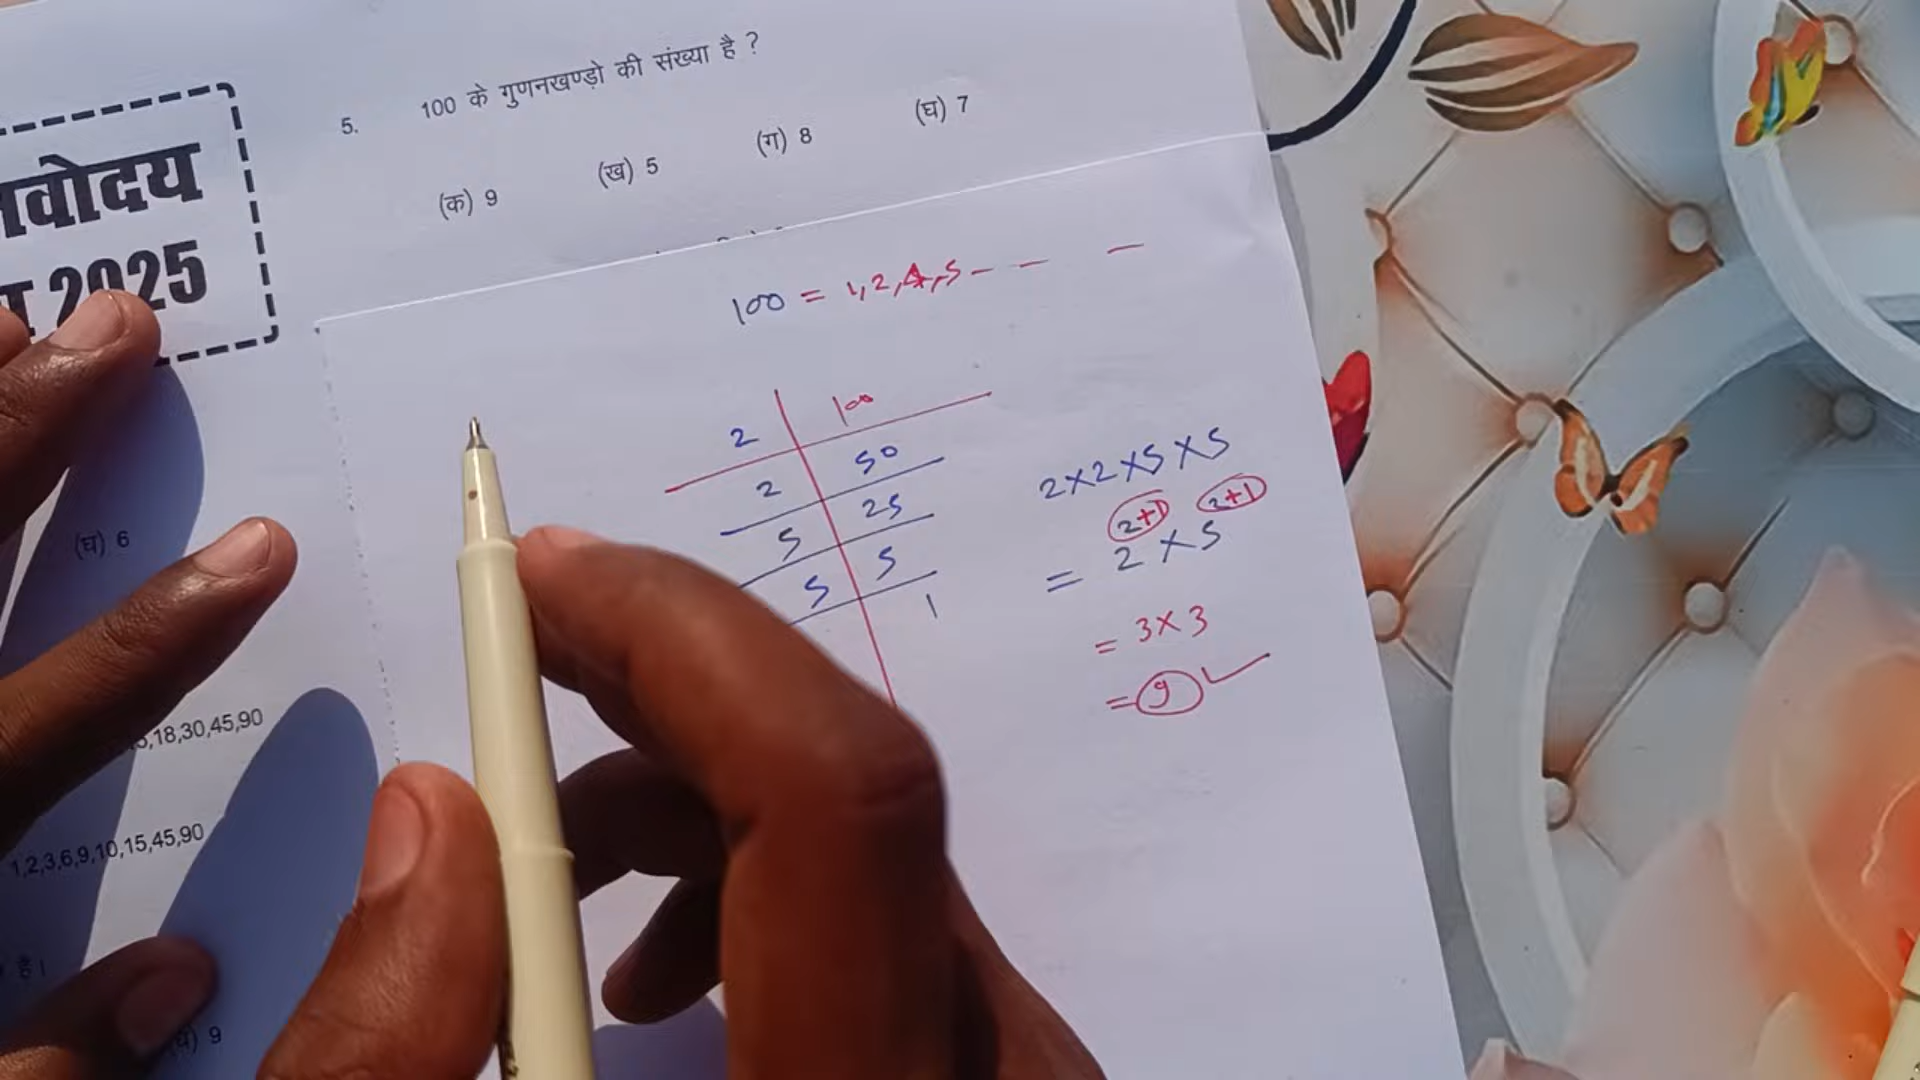 5. 100 के गुणनखण्डो की संख्या है ?
(क) 9 (ख) 5 (ग) 8 (घ) 7
2025
(घ) 6
,18,30,45,90
1,2,3,6,9,10,15,45,90
है।
(घ) 9
100 = 1,2,4,5 - - -
2 100
2 50
5 25
5 5
1
2×2×5×5
2+1 2+1
= 2 × 5
= 3×3
= 9